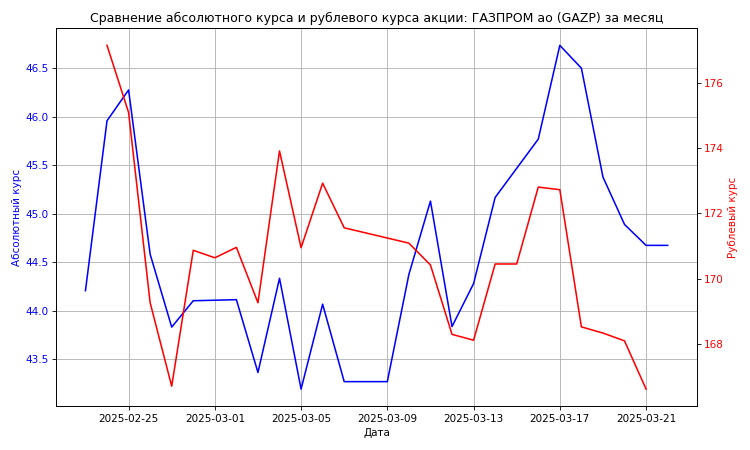 Сравнение абсолютного курса и рублевого курса акции: ГАЗПРОМ ао (GAZP) за месяц
Абсолютный курс
46.5
46.0
45.5
45.0
44.5
44.0
43.5
176
174
172
170
168
Рублевый курс
2025-02-25 2025-03-01 2025-03-05 2025-03-09 2025-03-13 2025-03-17 2025-03-21
Дата